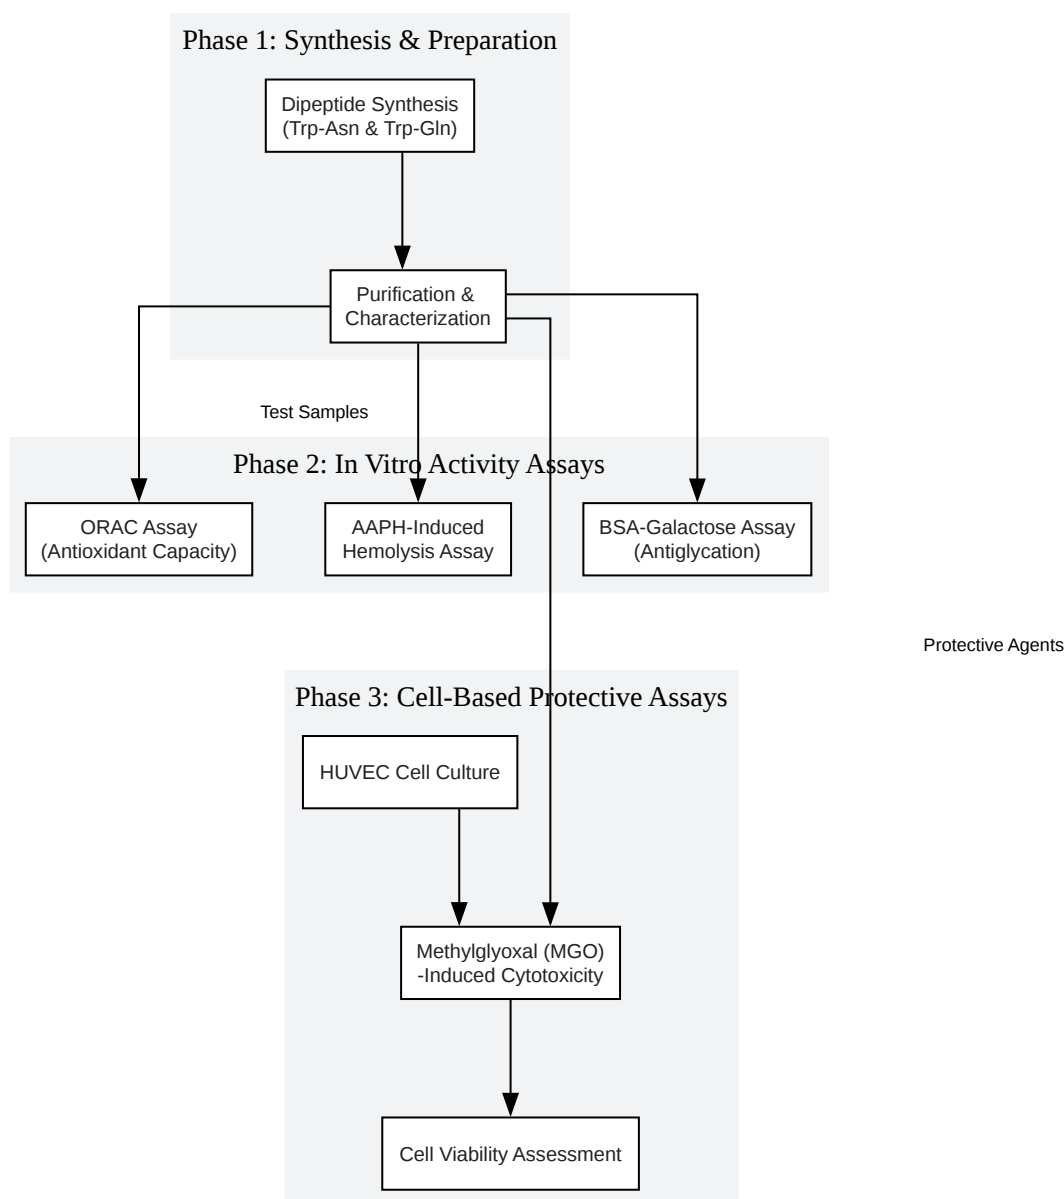 Phase 1: Synthesis & Preparation
Dipeptide Synthesis
(Trp-Asn & Trp-Gln)
Purification &
Characterization
Test Samples
Phase 2: In Vitro Activity Assays
ORAC Assay
(Antioxidant Capacity)
AAPH-Induced
Hemolysis Assay
BSA-Galactose Assay
(Antiglycation)
Protective Agents
Phase 3: Cell-Based Protective Assays
HUVEC Cell Culture
Methylglyoxal (MGO)
-Induced Cytotoxicity
Cell Viability Assessment